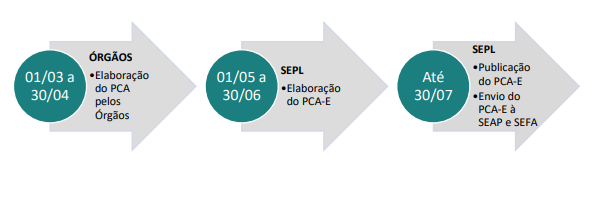 01/03 a
30/04
ÓRGÃOS
•Elaboração
do PCA
pelos
Órgãos
01/05 a
30/06
SEPL
•Elaboração
do PCA-E
Até
30/07
SEPL
•Publicação
do PCA-E
•Envio do
PCA-E à
SEAP e SEFA